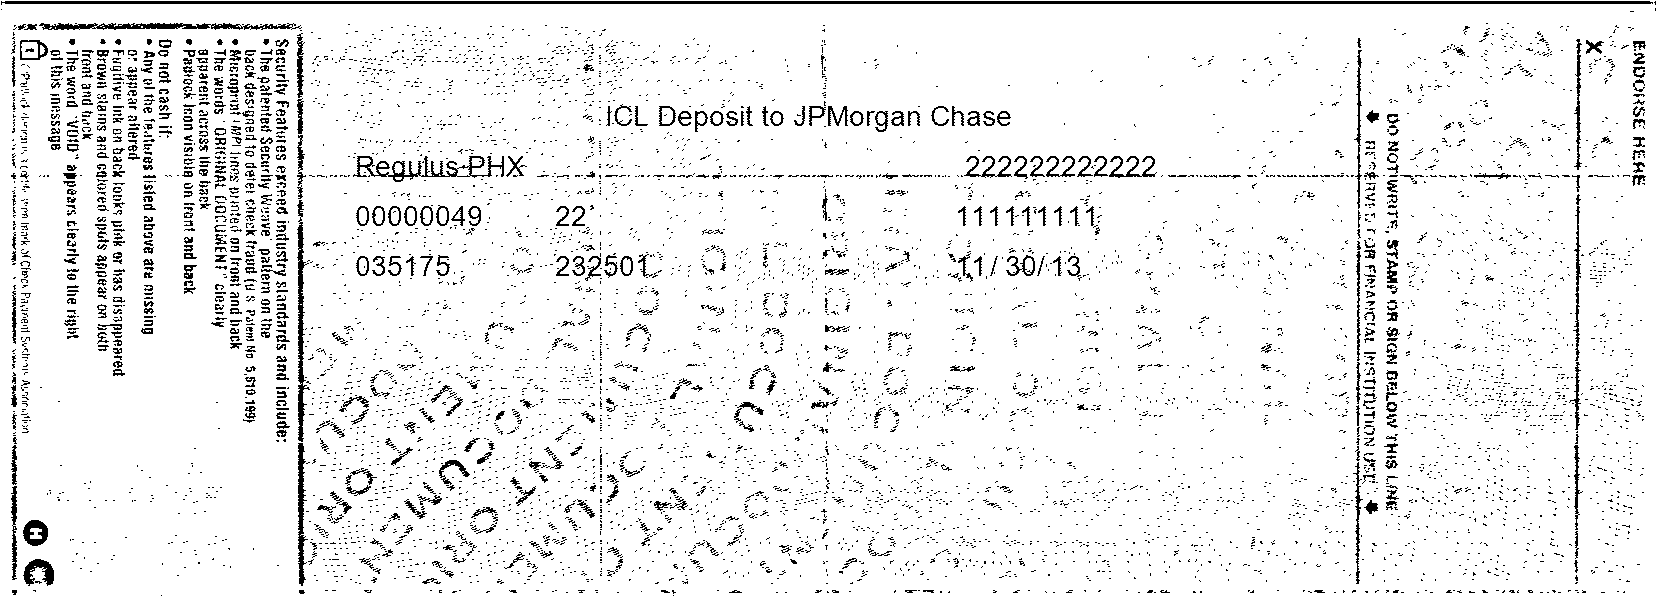 ICL Deposit to JPMorgan Chase
Regulus-PHX 222222222222
00000049 22 111111111
035175 232501 11/30/13
ENDORSE HERE
X
DO NOT WRITE, STAMP OR SIGN BELOW THIS LINE
RESERVED FOR FINANCIAL INSTITUTION USE
Security Features exceed industry standards and include:
• The patented Security Weave pattern on the
back designed to deter check fraud (U.S. Patent No. 5,810,199)
• Microprint (MP) lines printed on front and back
• The words "ORIGINAL DOCUMENT" clearly
apparent across the back
• Padlock icon visible on front and back
Do not cash if:
• Any of the features listed above are missing
or appear altered
• Fugitive ink on back looks pink or has disappeared
• Brown stains and colored spots appear on both
front and back
• The word "VOID" appears clearly to the right
of this message
Padlock design is a certification mark of Check Payment Systems Association